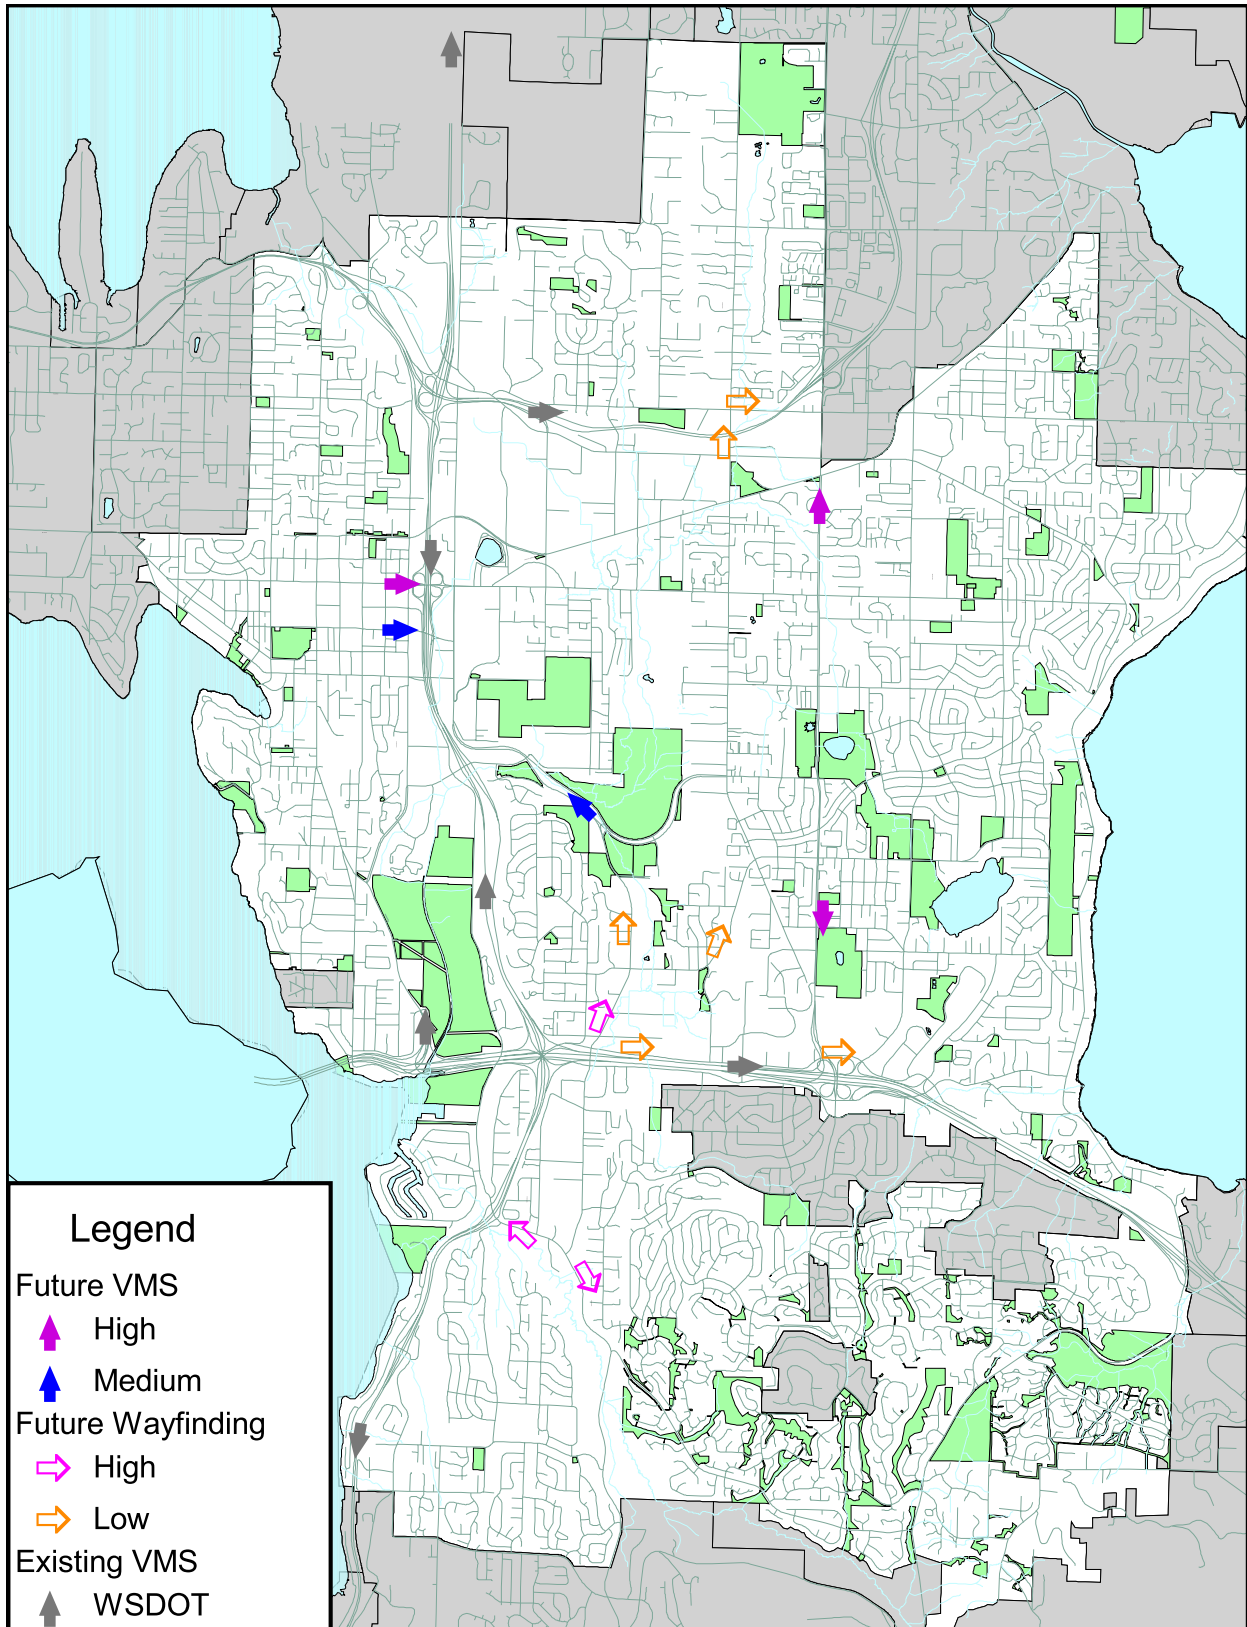 Legend
Future VMS
High
Medium
Future Wayfinding
High
Low
Existing VMS
WSDOT